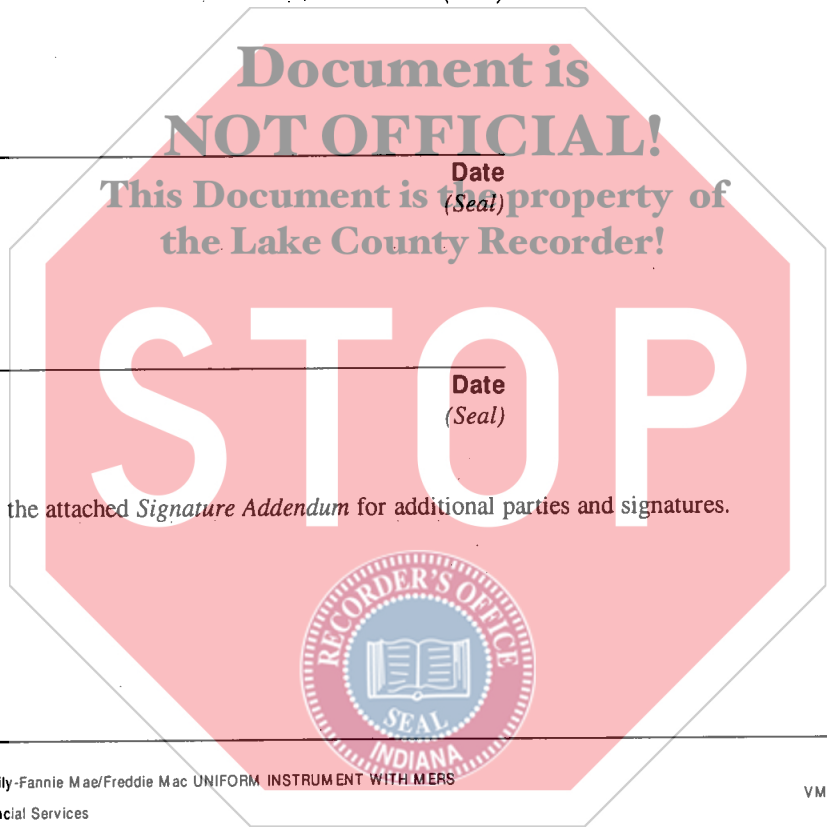 Document is
NOT OFFICIAL!
Date
This Document is the property of
(Seal)
the Lake County Recorder!
STOP
Date
(Seal)
the attached Signature Addendum for additional parties and signatures.
RECORDER'S OFFICE
SEAL
INDIANA
ily-Fannie Mae/Freddie Mac UNIFORM INSTRUMENT WITH MERS
VM
ncial Services